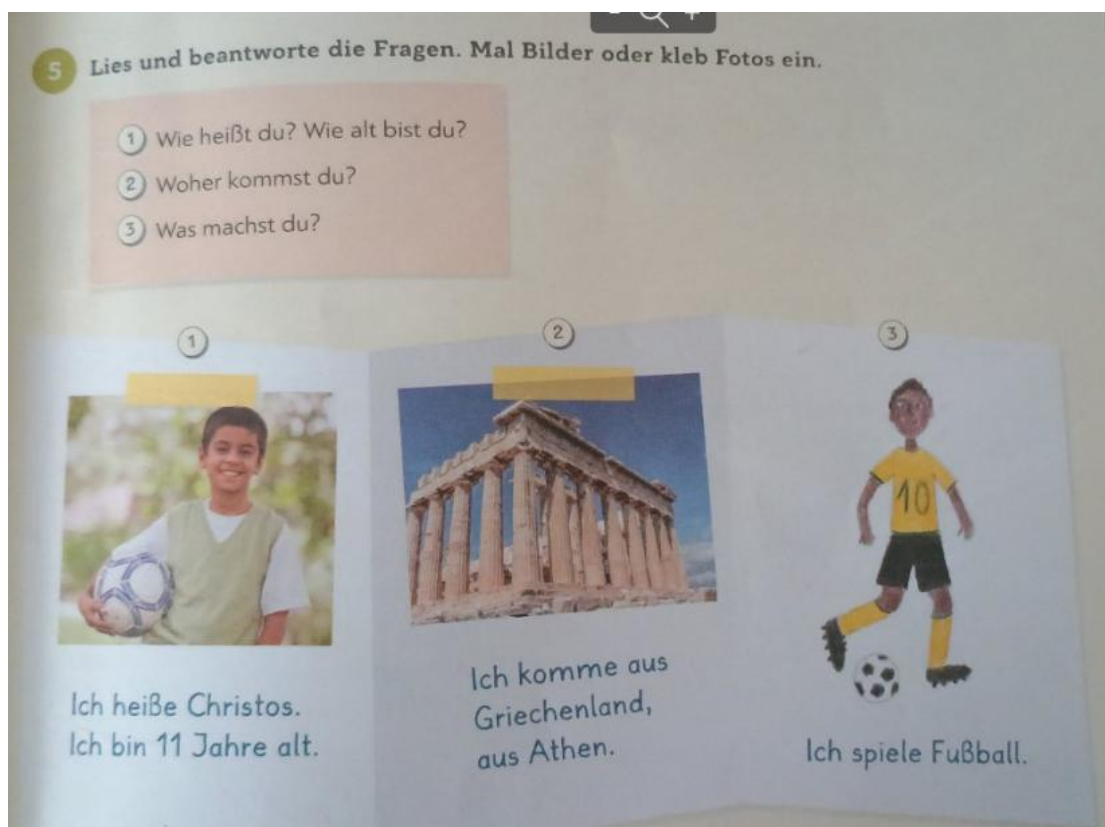 5 Lies und beantworte die Fragen. Mal Bilder oder kleb Fotos ein.
1 Wie heißt du? Wie alt bist du?
2 Woher kommst du?
3 Was machst du?
1
Ich heiße Christos.
Ich bin 11 Jahre alt.
2
Ich komme aus
Griechenland,
aus Athen.
3
10
Ich spiele Fußball.